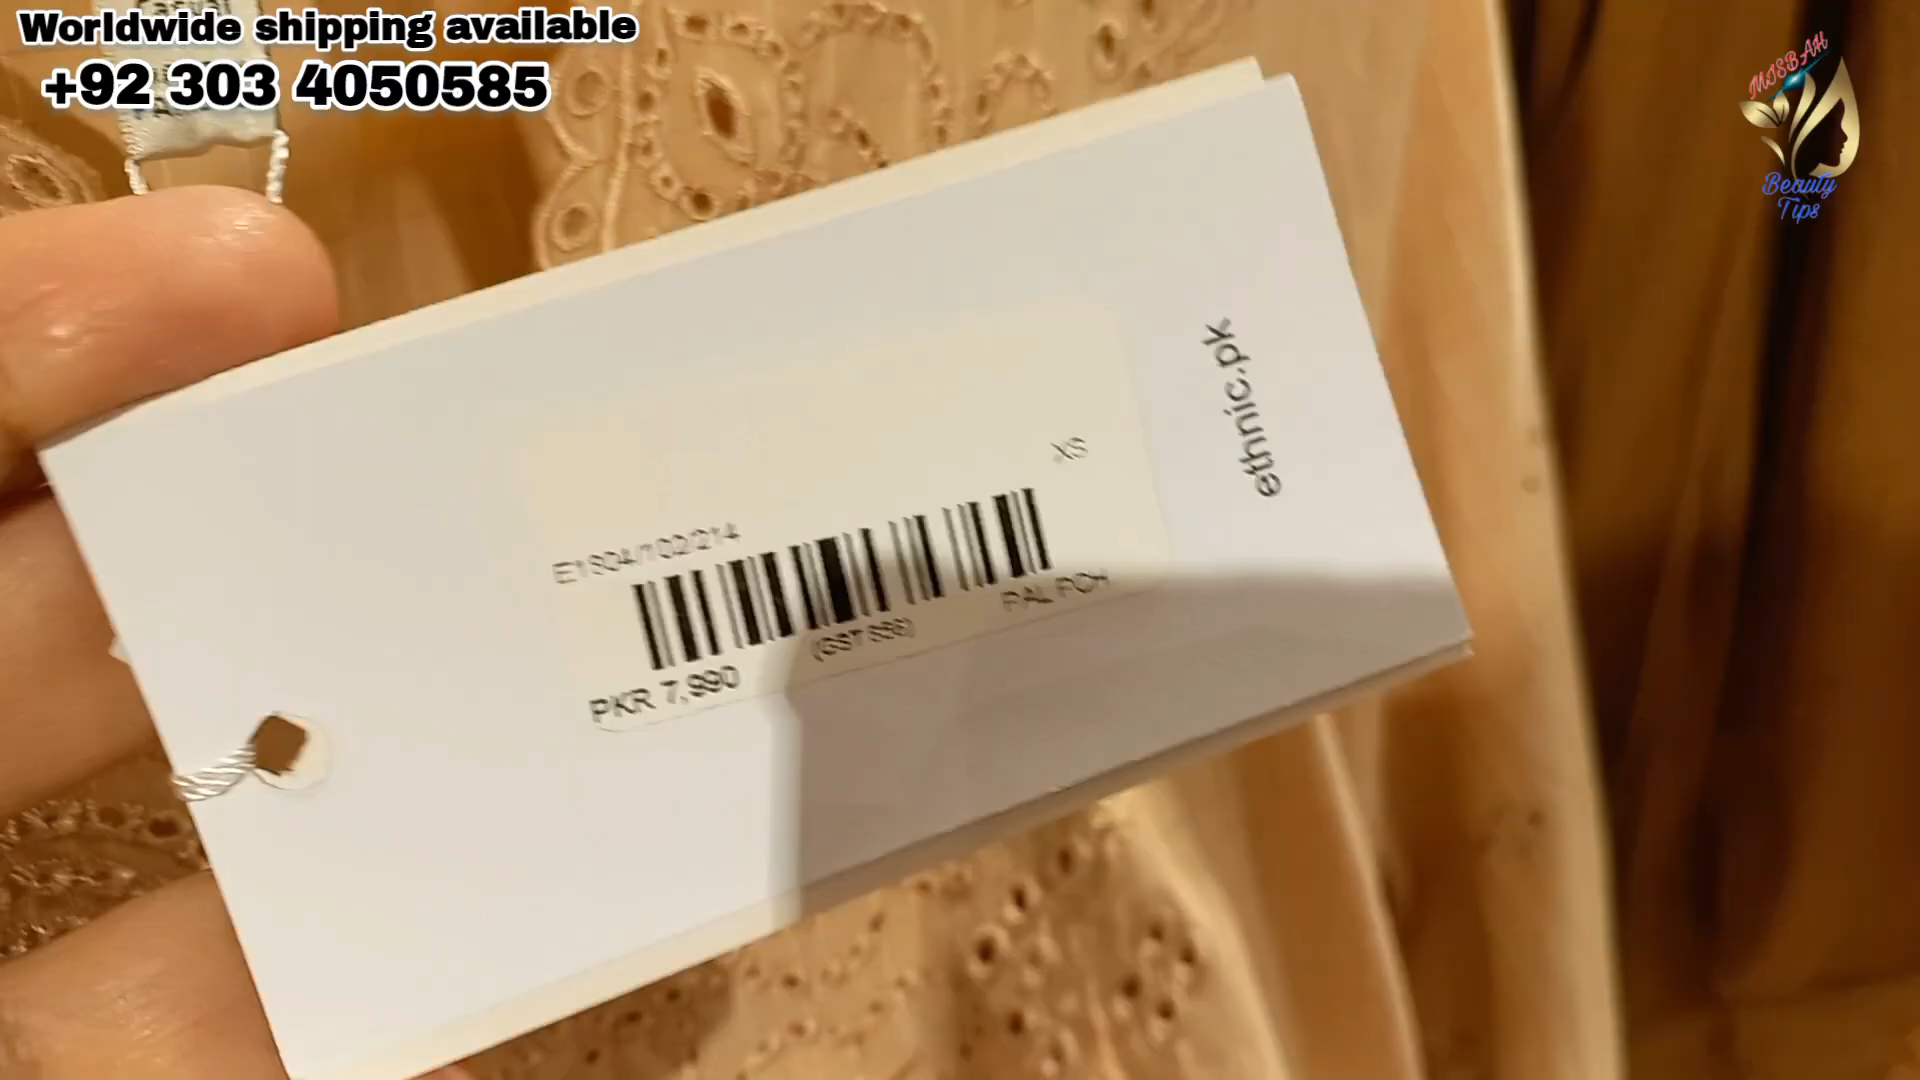 Worldwide shipping available
+92 303 4050585
MISBAH
Beauty
Tips
ethnic.pk
XS
E1804/102/214
PAL PCH
PKR 7,990